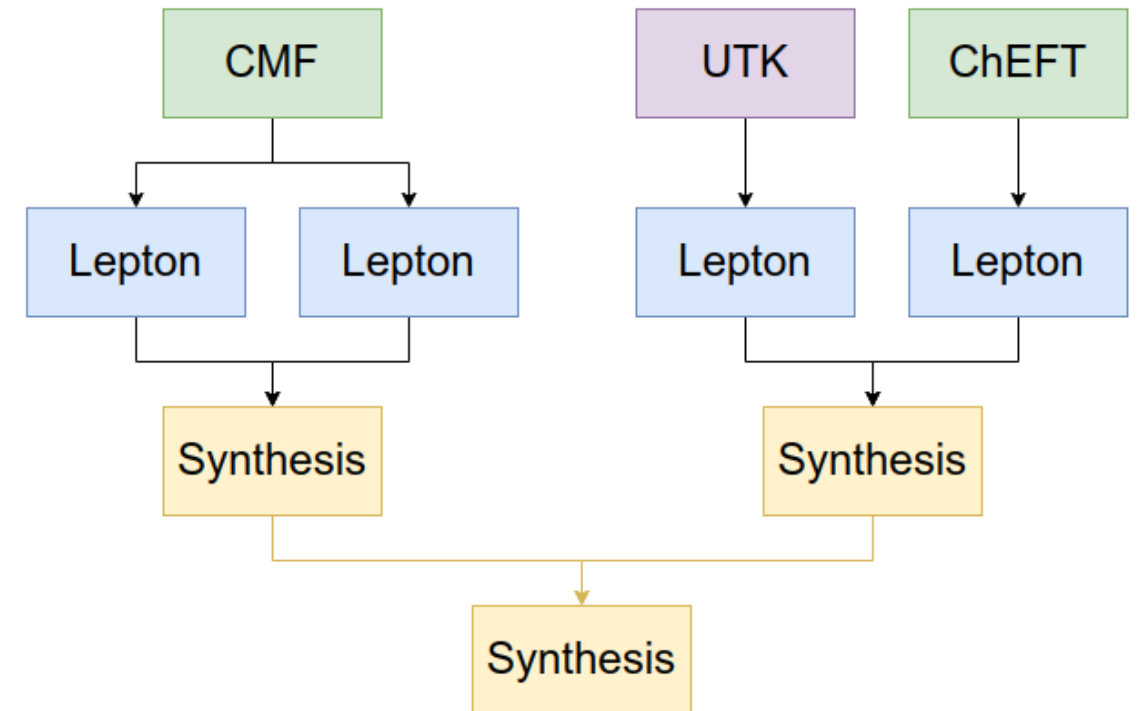 CMF
UTK
ChEFT
Lepton
Lepton
Lepton
Lepton
Synthesis
Synthesis
Synthesis